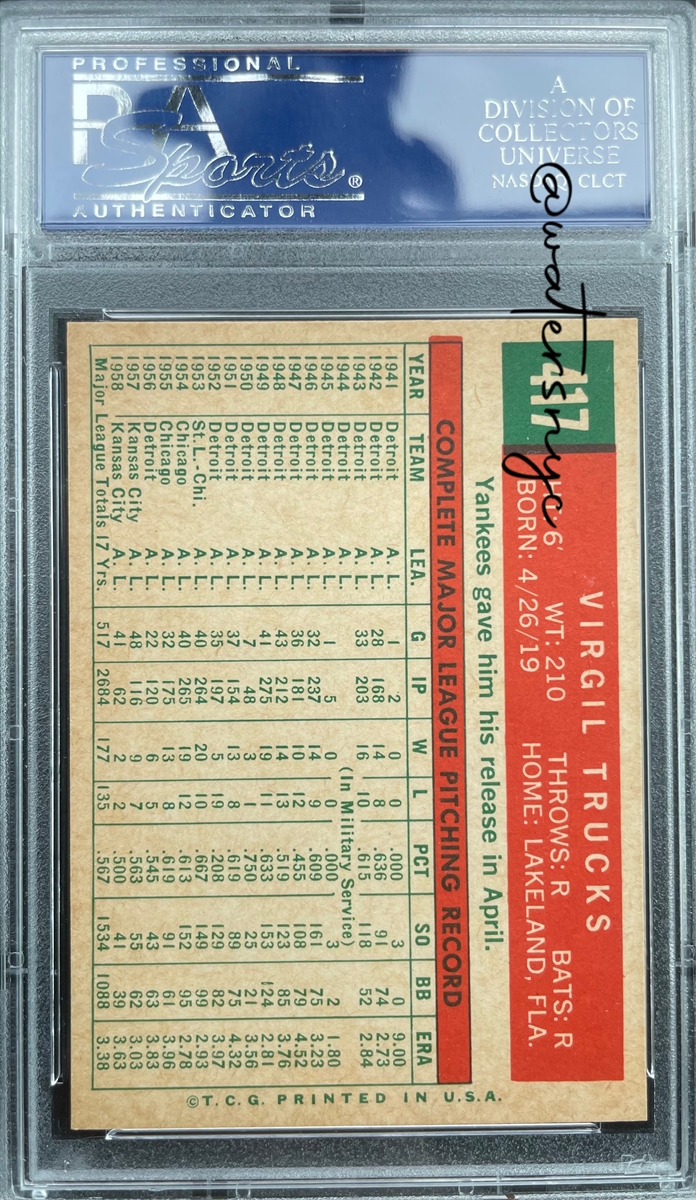 PROFESSIONAL
PSA
Sports®
AUTHENTICATOR
A
DIVISION OF
COLLECTORS
UNIVERSE
NASDAQ: CLCT
@watersnyc
117
VIRGIL TRUCKS
HT: 6' WT: 210 THROWS: R BATS: R
BORN: 4/26/19 HOME: LAKELAND, FLA.
Yankees gave him his release in April.
COMPLETE MAJOR LEAGUE PITCHING RECORD
YEAR TEAM LEA. G IP W L PCT SO BB ERA
1941 Detroit A. L. 1 2 0 0 .000 3 0 9.00
1942 Detroit A. L. 28 168 14 8 .636 91 74 2.73
1943 Detroit A. L. 33 203 16 10 .615 118 52 2.84
1944 Detroit A. L. (In Military Service)
1945 Detroit A. L. 1 5 0 0 .000 3 2 1.80
1946 Detroit A. L. 32 237 14 9 .609 161 75 3.23
1947 Detroit A. L. 36 181 10 12 .455 108 79 4.52
1948 Detroit A. L. 43 212 14 13 .519 123 85 3.76
1949 Detroit A. L. 41 275 19 11 .633 153 124 2.81
1950 Detroit A. L. 7 48 3 1 .750 25 21 3.56
1951 Detroit A. L. 37 154 13 8 .619 89 75 4.32
1952 Detroit A. L. 35 197 5 19 .208 129 82 3.97
1953 St.L.-Chi. A. L. 40 264 20 10 .667 149 99 2.93
1954 Chicago A. L. 40 265 19 12 .613 152 95 2.78
1955 Chicago A. L. 32 175 13 8 .619 91 61 3.96
1956 Detroit A. L. 22 120 6 5 .545 43 63 3.83
1957 Kansas City A. L. 48 116 9 7 .563 55 62 3.03
1958 Kansas City A. L. 41 62 2 2 .500 41 39 3.63
Major League Totals 17 Yrs. 517 2684 177 135 .567 1534 1088 3.38
©T.C.G. PRINTED IN U.S.A.